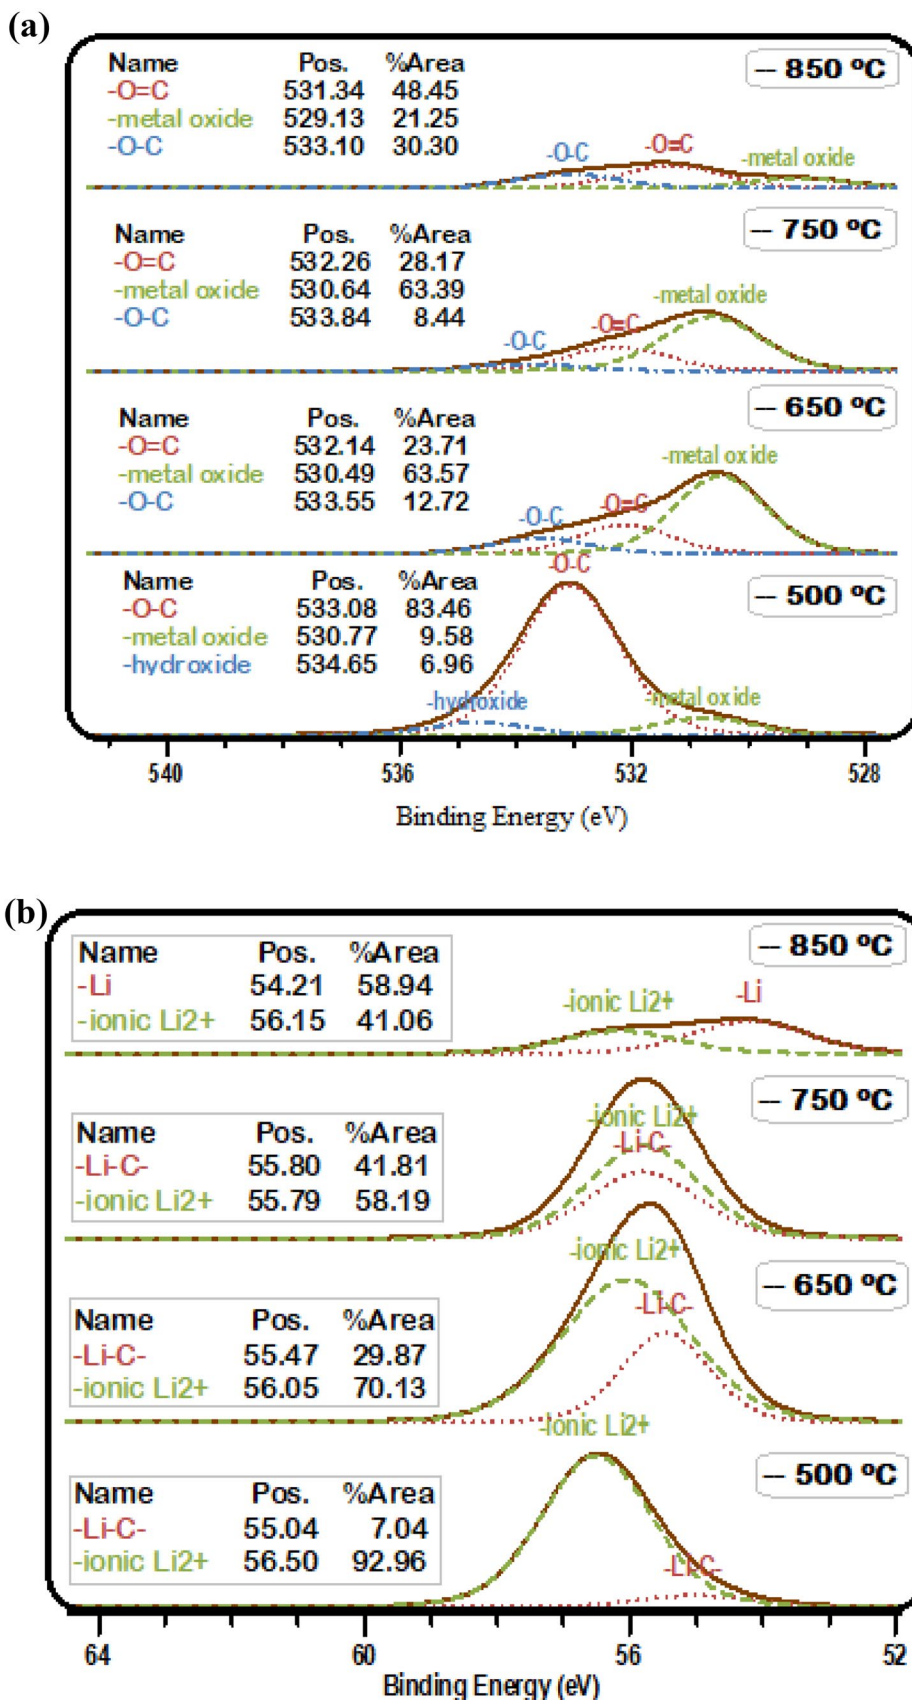 (a)
Name Pos. %Area
-O=C 531.34 48.45
-metal oxide 529.13 21.25
-O-C 533.10 30.30
-- 850 ºC
-O-C -O=C -metal oxide
Name Pos. %Area
-O=C 532.26 28.17
-metal oxide 530.64 63.39
-O-C 533.84 8.44
-- 750 ºC
-metal oxide
-O=C
-O-C
Name Pos. %Area
-O=C 532.14 23.71
-metal oxide 530.49 63.57
-O-C 533.55 12.72
-- 650 ºC
-metal oxide
-O-C -O=C
-O-C
Name Pos. %Area
-O-C 533.08 83.46
-metal oxide 530.77 9.58
-hydroxide 534.65 6.96
-- 500 ºC
-hydroxide -metal oxide
540 536 532 528
Binding Energy (eV)
(b)
Name Pos. %Area
-Li 54.21 58.94
-ionic Li2+ 56.15 41.06
-- 850 ºC
-ionic Li2+ -Li
-- 750 ºC
Name Pos. %Area
-Li-C- 55.80 41.81
-ionic Li2+ 55.79 58.19
-ionic Li2+
-Li-C-
-ionic Li2+
-- 650 ºC
Name Pos. %Area
-Li-C- 55.47 29.87
-ionic Li2+ 56.05 70.13
-Li-C-
-ionic Li2+
-- 500 ºC
Name Pos. %Area
-Li-C- 55.04 7.04
-ionic Li2+ 56.50 92.96
-Li-C-
64 60 56 52
Binding Energy (eV)